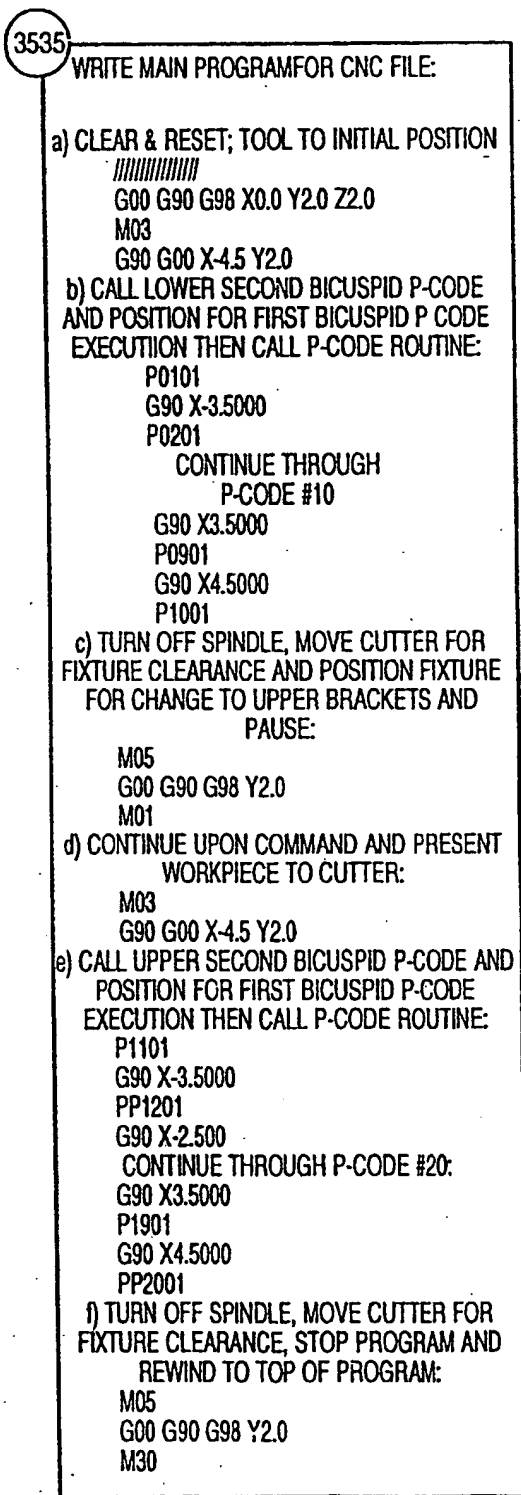 3535
WRITE MAIN PROGRAMFOR CNC FILE:
a) CLEAR & RESET; TOOL TO INITIAL POSITION
////////////////
G00 G90 G98 X0.0 Y2.0 Z2.0
M03
G90 G00 X-4.5 Y2.0
b) CALL LOWER SECOND BICUSPID P-CODE
AND POSITION FOR FIRST BICUSPID P CODE
EXECUTIION THEN CALL P-CODE ROUTINE:
P0101
G90 X-3.5000
P0201
CONTINUE THROUGH
P-CODE #10
G90 X3.5000
P0901
G90 X4.5000
P1001
c) TURN OFF SPINDLE, MOVE CUTTER FOR
FIXTURE CLEARANCE AND POSITION FIXTURE
FOR CHANGE TO UPPER BRACKETS AND
PAUSE:
M05
G00 G90 G98 Y2.0
M01
d) CONTINUE UPON COMMAND AND PRESENT
WORKPIECE TO CUTTER:
M03
G90 G00 X-4.5 Y2.0
e) CALL UPPER SECOND BICUSPID P-CODE AND
POSITION FOR FIRST BICUSPID P-CODE
EXECUTION THEN CALL P-CODE ROUTINE:
P1101
G90 X-3.5000
PP1201
G90 X-2.500
CONTINUE THROUGH P-CODE #20:
G90 X3.5000
P1901
G90 X4.5000
PP2001
f) TURN OFF SPINDLE, MOVE CUTTER FOR
FIXTURE CLEARANCE, STOP PROGRAM AND
REWIND TO TOP OF PROGRAM:
M05
G00 G90 G98 Y2.0
M30